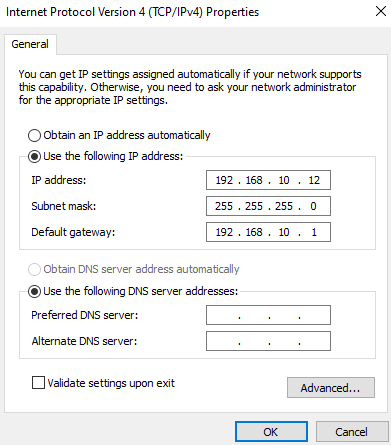 Internet Protocol Version 4 (TCP/IPv4) Properties
General
You can get IP settings assigned automatically if your network supports
this capability. Otherwise, you need to ask your network administrator
for the appropriate IP settings.
Obtain an IP address automatically
Use the following IP address:
IP address: 192 . 168 . 10 . 12
Subnet mask: 255 . 255 . 255 . 0
Default gateway: 192 . 168 . 10 . 1
Obtain DNS server address automatically
Use the following DNS server addresses:
Preferred DNS server: . . .
Alternate DNS server: . . .
Validate settings upon exit
Advanced...
OK Cancel